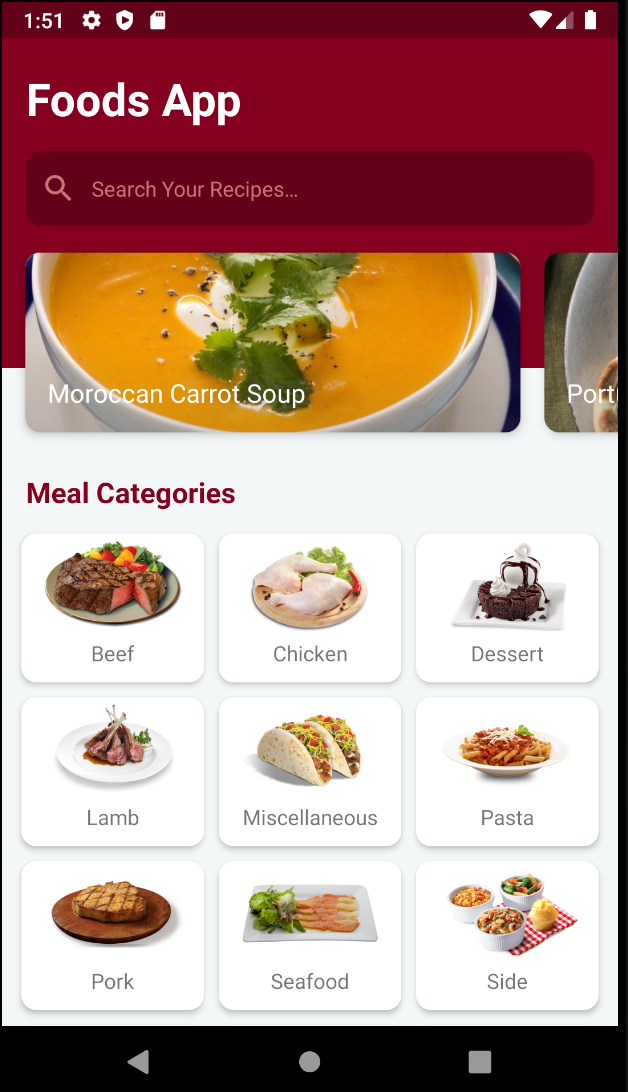 1:51
Foods App
Search Your Recipes...
Moroccan Carrot Soup
Port
Meal Categories
Beef
Chicken
Dessert
Lamb
Miscellaneous
Pasta
Pork
Seafood
Side